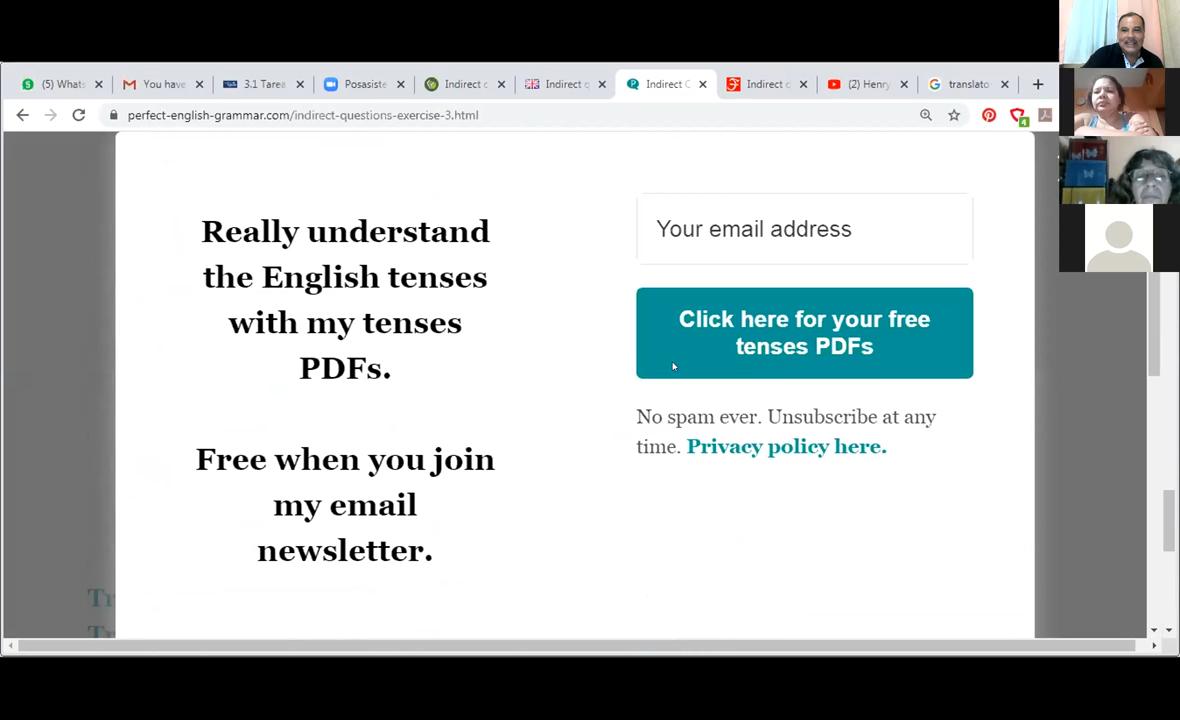 (5) Whats
You have
3.1 Tarea
Posasiste
Indirect c
Indirect q
Indirect C
Indirect c
(2) Henry
translato
perfect-english-grammar.com/indirect-questions-exercise-3.html
4
Really understand
the English tenses
with my tenses
PDFs.
Free when you join
my email
newsletter.
Your email address
Click here for your free
tenses PDFs
No spam ever. Unsubscribe at any
time. Privacy policy here.